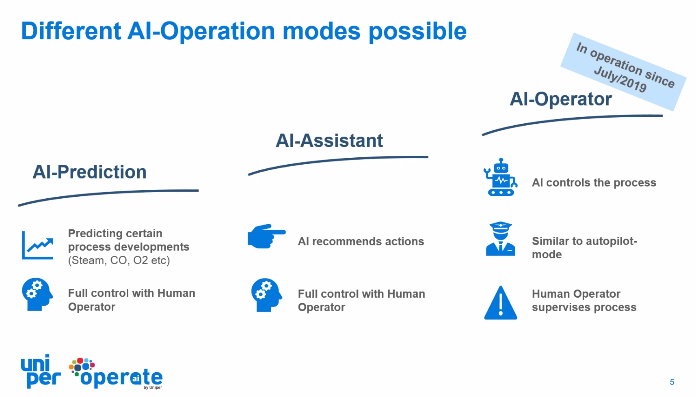 Different AI-Operation modes possible
In operation since
July/2019
AI-Operator
AI-Assistant
AI-Prediction
AI controls the process
Predicting certain
process developments
(Steam, CO, O2 etc)
AI recommends actions
Similar to autopilot-
mode
Full control with Human
Operator
Full control with Human
Operator
Human Operator
supervises process
uni
per
operate
ai
by Uniper
5